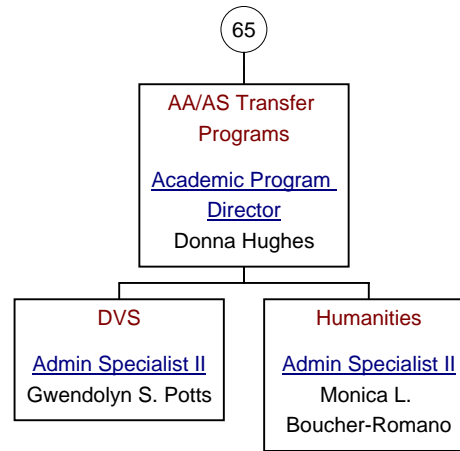 65
AA/AS Transfer
Programs
Academic Program
Director
Donna Hughes
DVS
Admin Specialist II
Gwendolyn S. Potts
Humanities
Admin Specialist II
Monica L.
Boucher-Romano